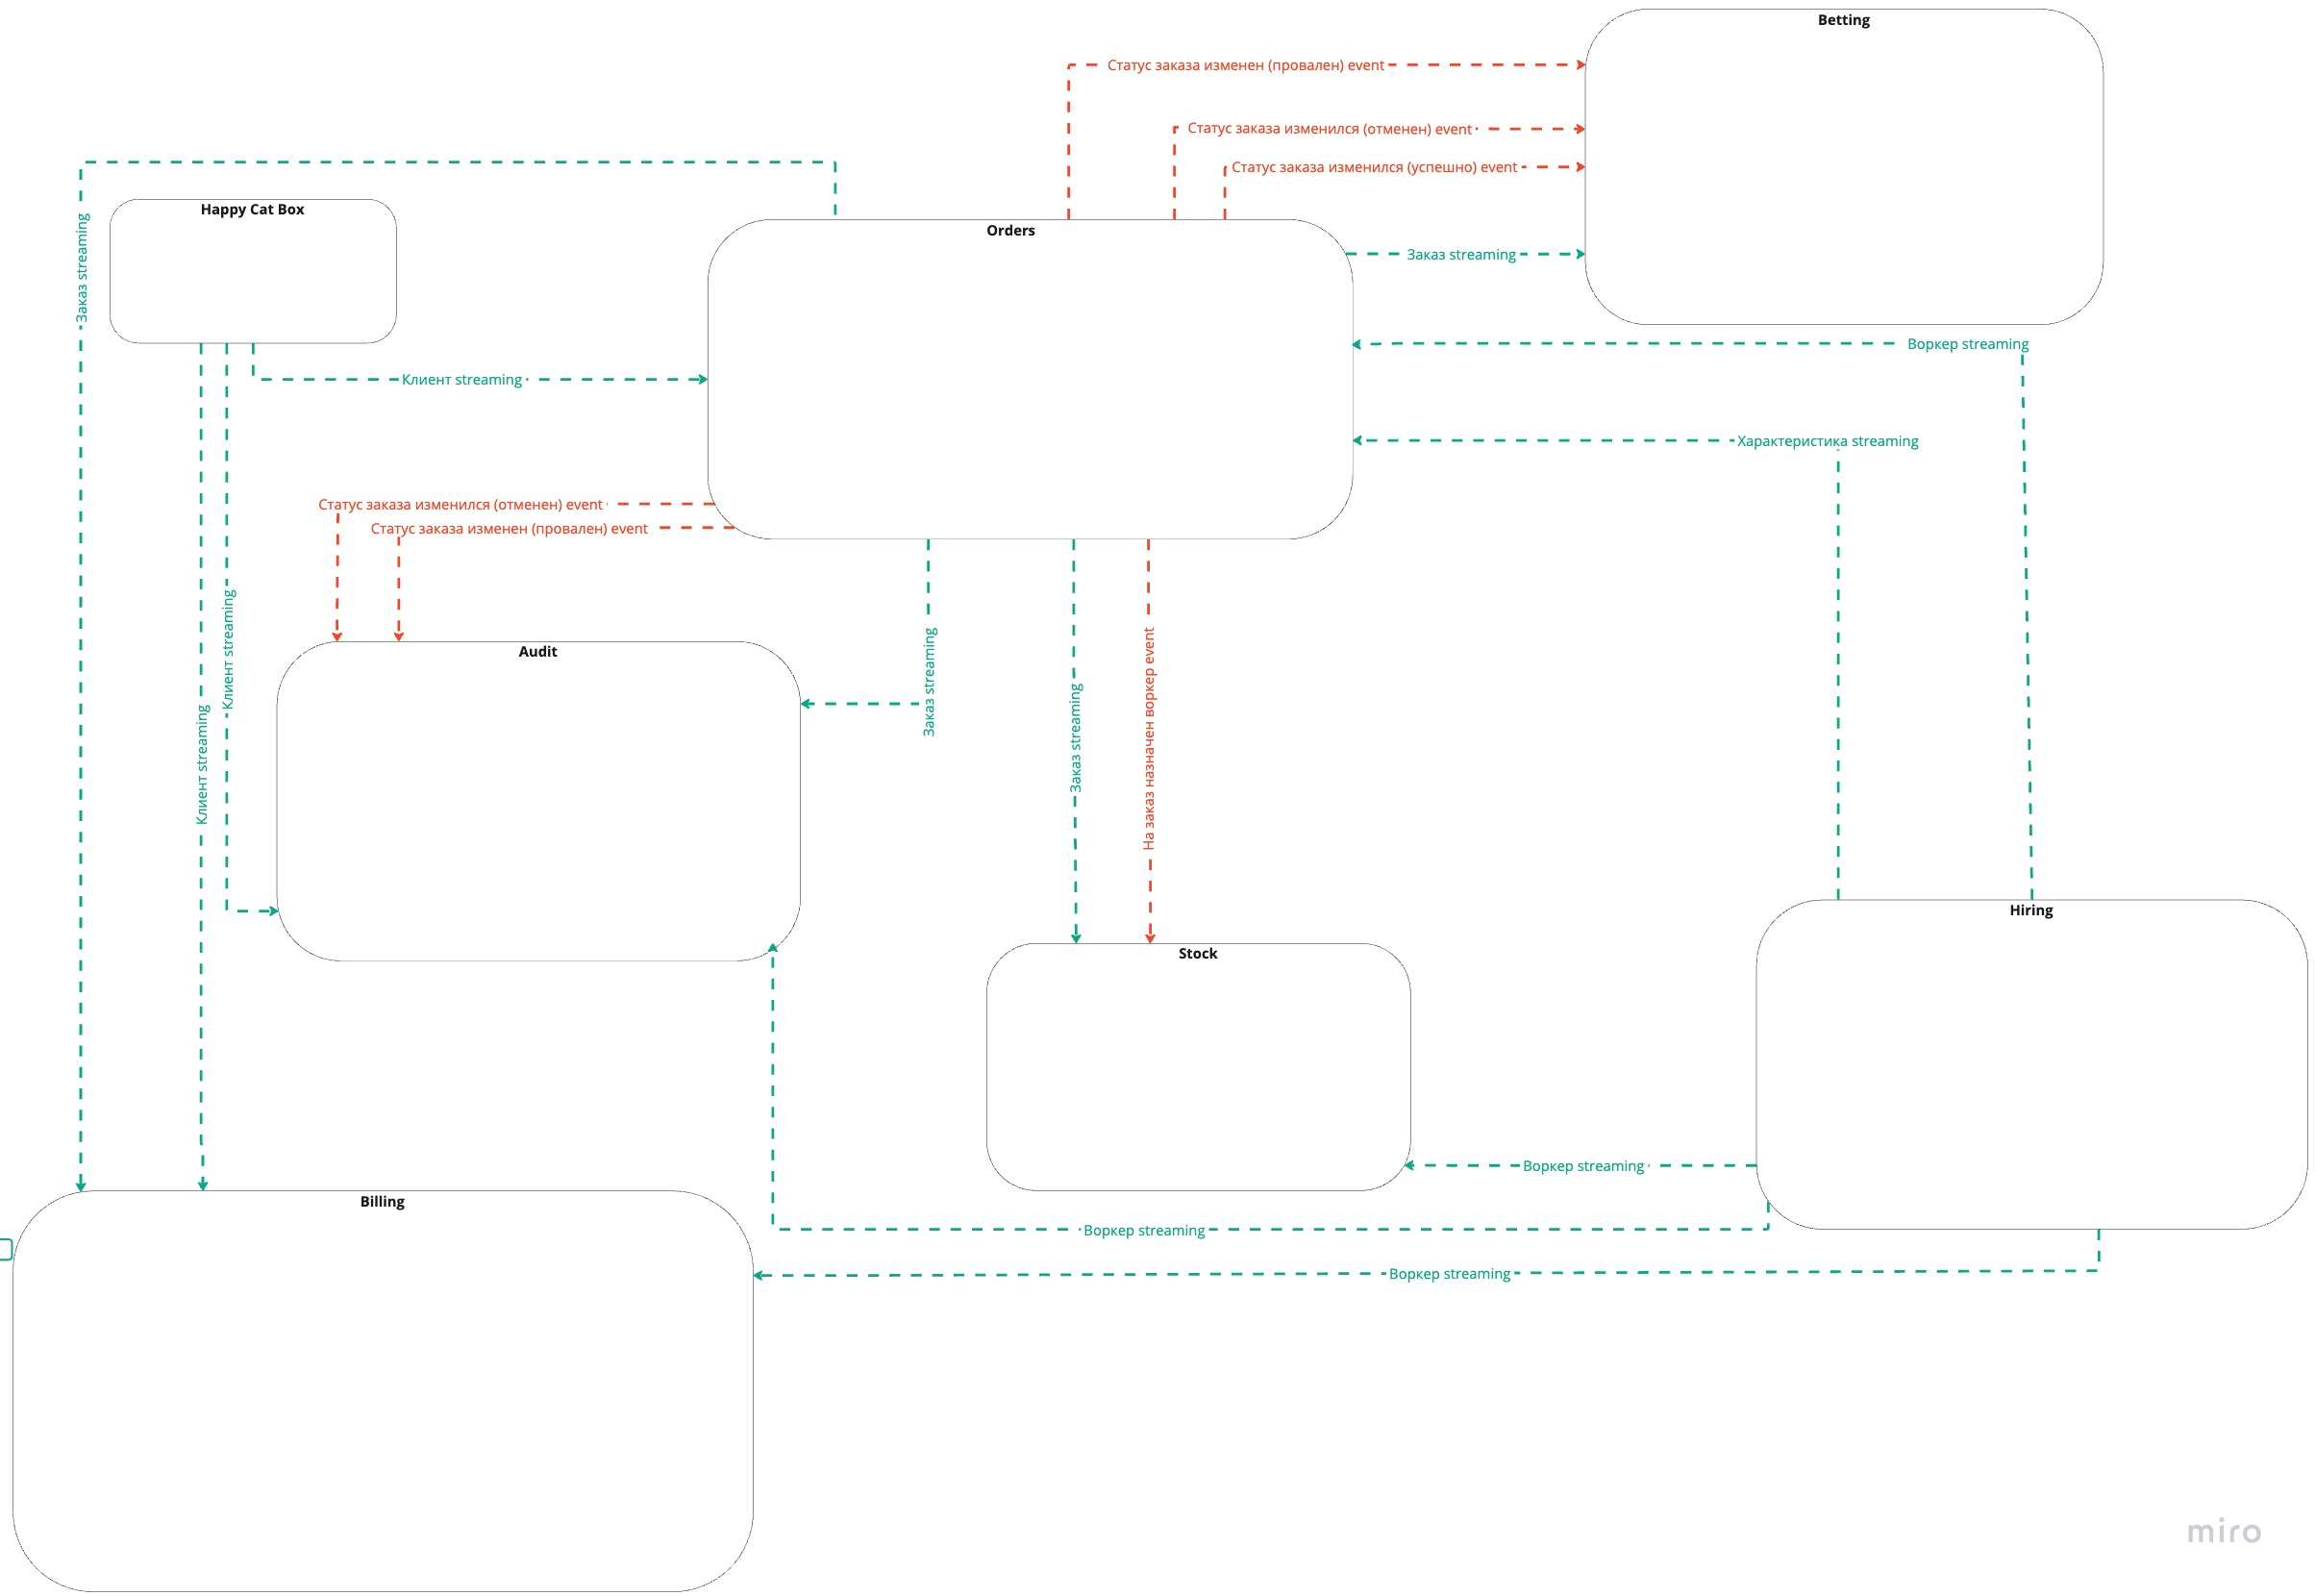 Betting
Статус заказа изменен (провален) event
Статус заказа изменился (отменен) event
Статус заказа изменился (успешно) event
Happy Cat Box
Orders
Заказ streaming
Заказ streaming
Воркер streaming
Клиент streaming
Характеристика streaming
Статус заказа изменился (отменен) event
Статус заказа изменен (провален) event
Клиент streaming
Клиент streaming
Audit
Заказ streaming
Заказ streaming
На заказ назначен воркер event
Hiring
Stock
Воркер streaming
Billing
Воркер streaming
Воркер streaming
miro